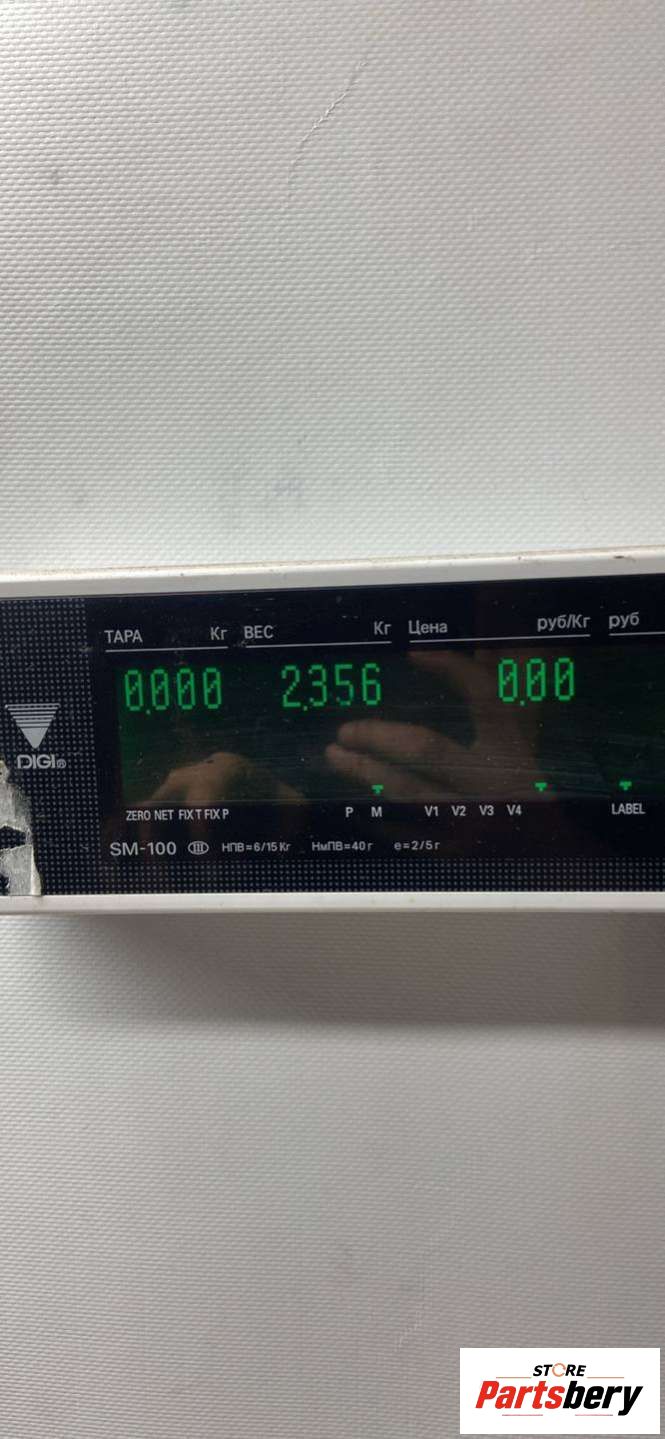 ТАРА Кг ВЕС Кг Цена руб/Кг руб
0.000 2.356 0.00
DIGI®
ZERO NET FIX T FIX P P M V1 V2 V3 V4 LABEL
SM-100 III НПВ=6/15 Кг НмПВ=40 г e=2/5 г
STORE
Partsbery